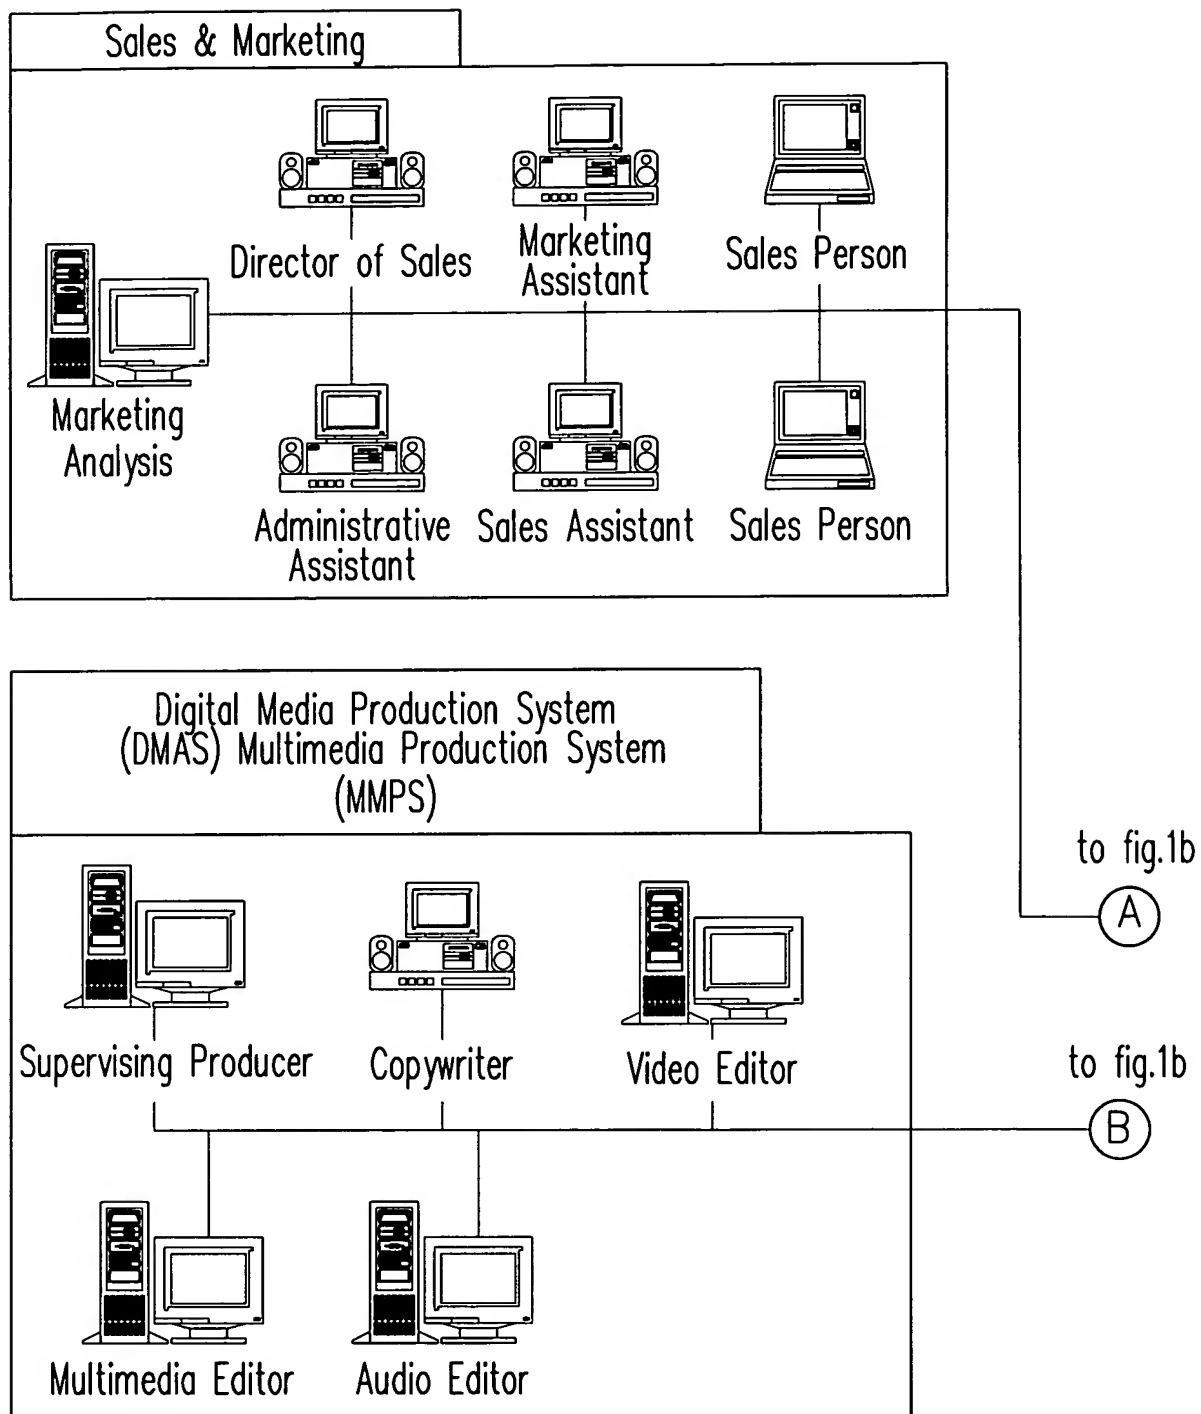 Sales & Marketing
Director of Sales
Marketing
Assistant
Sales Person
Marketing
Analysis
Administrative
Assistant
Sales Assistant
Sales Person
Digital Media Production System
(DMAS) Multimedia Production System
(MMPS)
to fig.1b
A
Supervising Producer
Copywriter
Video Editor
to fig.1b
B
Multimedia Editor
Audio Editor